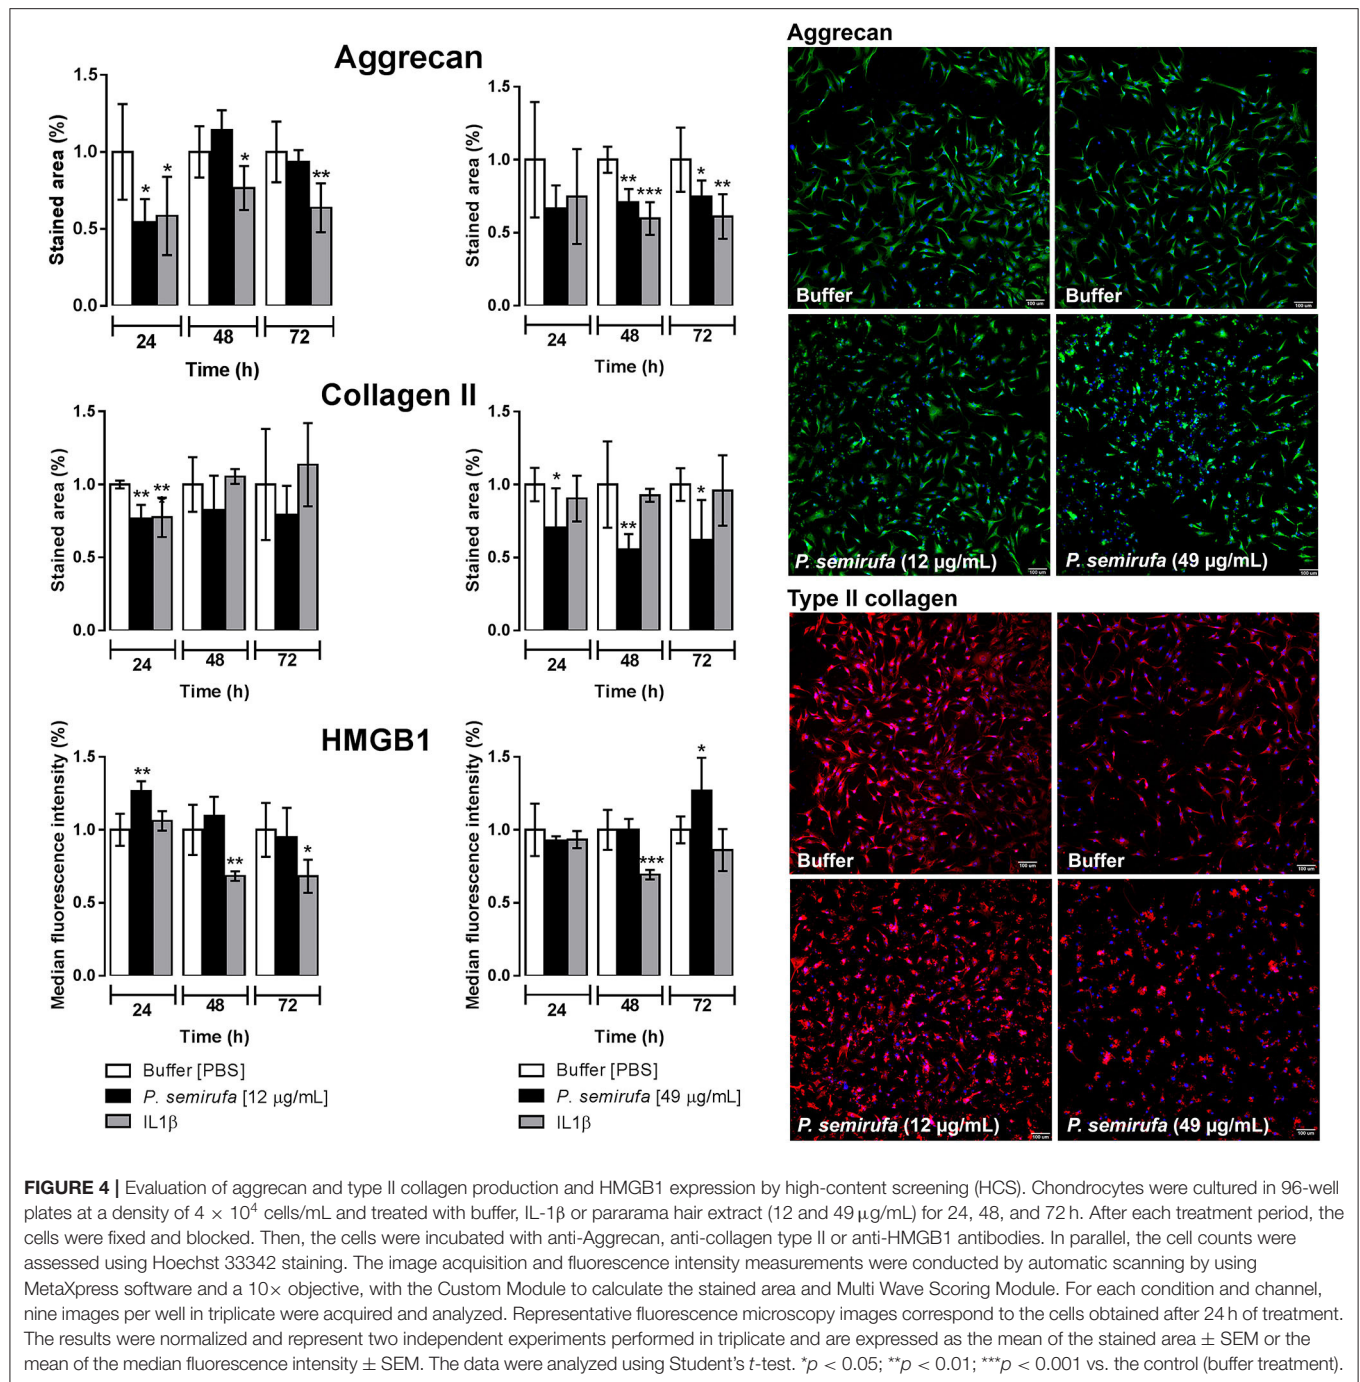 Aggrecan
Stained area (%)
1.5
1.0
0.5
0.0
*
*
*
**
24
48
72
Time (h)
Stained area (%)
1.5
1.0
0.5
0.0
**
***
*
**
24
48
72
Time (h)
Collagen II
Stained area (%)
1.5
1.0
0.5
0.0
**
**
*
24
48
72
Time (h)
Stained area (%)
1.5
1.0
0.5
0.0
*
**
*
24
48
72
Time (h)
HMGB1
Median fluorescence intensity (%)
1.5
1.0
0.5
0.0
**
**
*
24
48
72
Time (h)
Buffer [PBS]
P. semirufa [12 µg/mL]
IL1β
Median fluorescence intensity (%)
1.5
1.0
0.5
0.0
***
*
24
48
72
Time (h)
Buffer [PBS]
P. semirufa [49 µg/mL]
IL1β
Aggrecan
Buffer
100 um
Buffer
100 um
P. semirufa (12 µg/mL)
100 um
P. semirufa (49 µg/mL)
100 um
Type II collagen
Buffer
100 um
Buffer
100 um
P. semirufa (12 µg/mL)
100 um
P. semirufa (49 µg/mL)
100 um
FIGURE 4 | Evaluation of aggrecan and type II collagen production and HMGB1 expression by high-content screening (HCS). Chondrocytes were cultured in 96-well
plates at a density of 4 × 10⁴ cells/mL and treated with buffer, IL-1β or pararama hair extract (12 and 49 µg/mL) for 24, 48, and 72 h. After each treatment period, the
cells were fixed and blocked. Then, the cells were incubated with anti-Aggrecan, anti-collagen type II or anti-HMGB1 antibodies. In parallel, the cell counts were
assessed using Hoechst 33342 staining. The image acquisition and fluorescence intensity measurements were conducted by automatic scanning by using
MetaXpress software and a 10× objective, with the Custom Module to calculate the stained area and Multi Wave Scoring Module. For each condition and channel,
nine images per well in triplicate were acquired and analyzed. Representative fluorescence microscopy images correspond to the cells obtained after 24 h of treatment.
The results were normalized and represent two independent experiments performed in triplicate and are expressed as the mean of the stained area ± SEM or the
mean of the median fluorescence intensity ± SEM. The data were analyzed using Student's t-test. *p < 0.05; **p < 0.01; ***p < 0.001 vs. the control (buffer treatment).